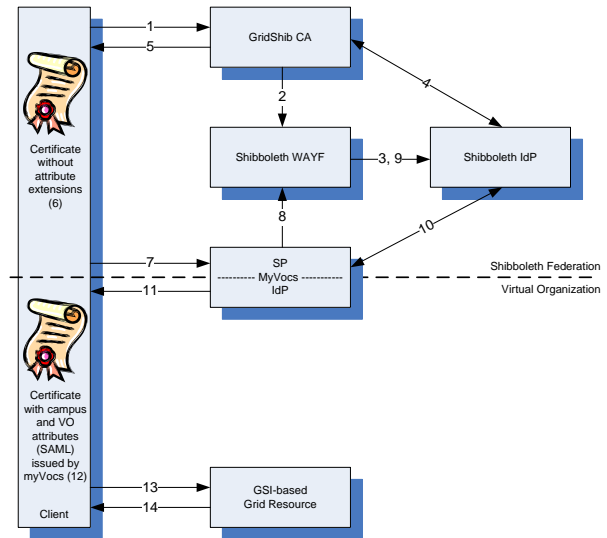 1
5
GridShib CA
2
4
Certificate
without
attribute
extensions
(6)
Shibboleth WAYF
3, 9
Shibboleth IdP
8
10
7
SP
MyVocs
IdP
11
Shibboleth Federation
Virtual Organization
Certificate
with campus
and VO
attributes
(SAML)
issued by
myVocs (12)
13
14
GSI-based
Grid Resource
Client